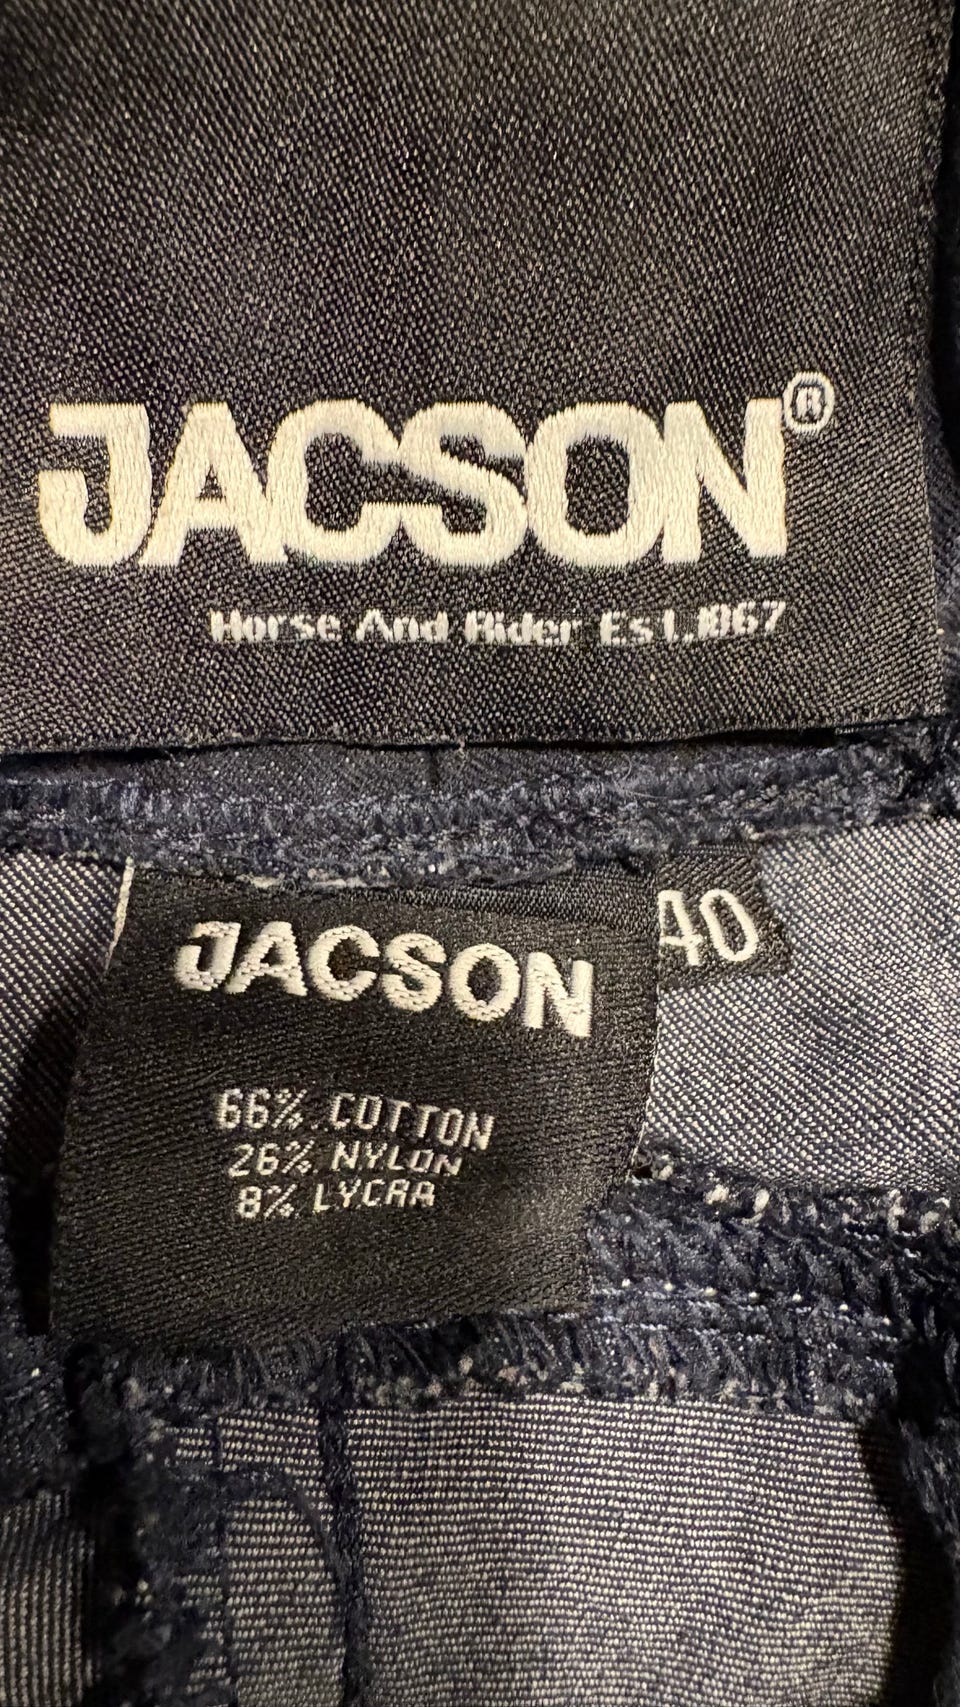 JACSON®
Horse And Rider Est.1867
JACSON
40
66% COTTON
26% NYLON
8% LYCRA